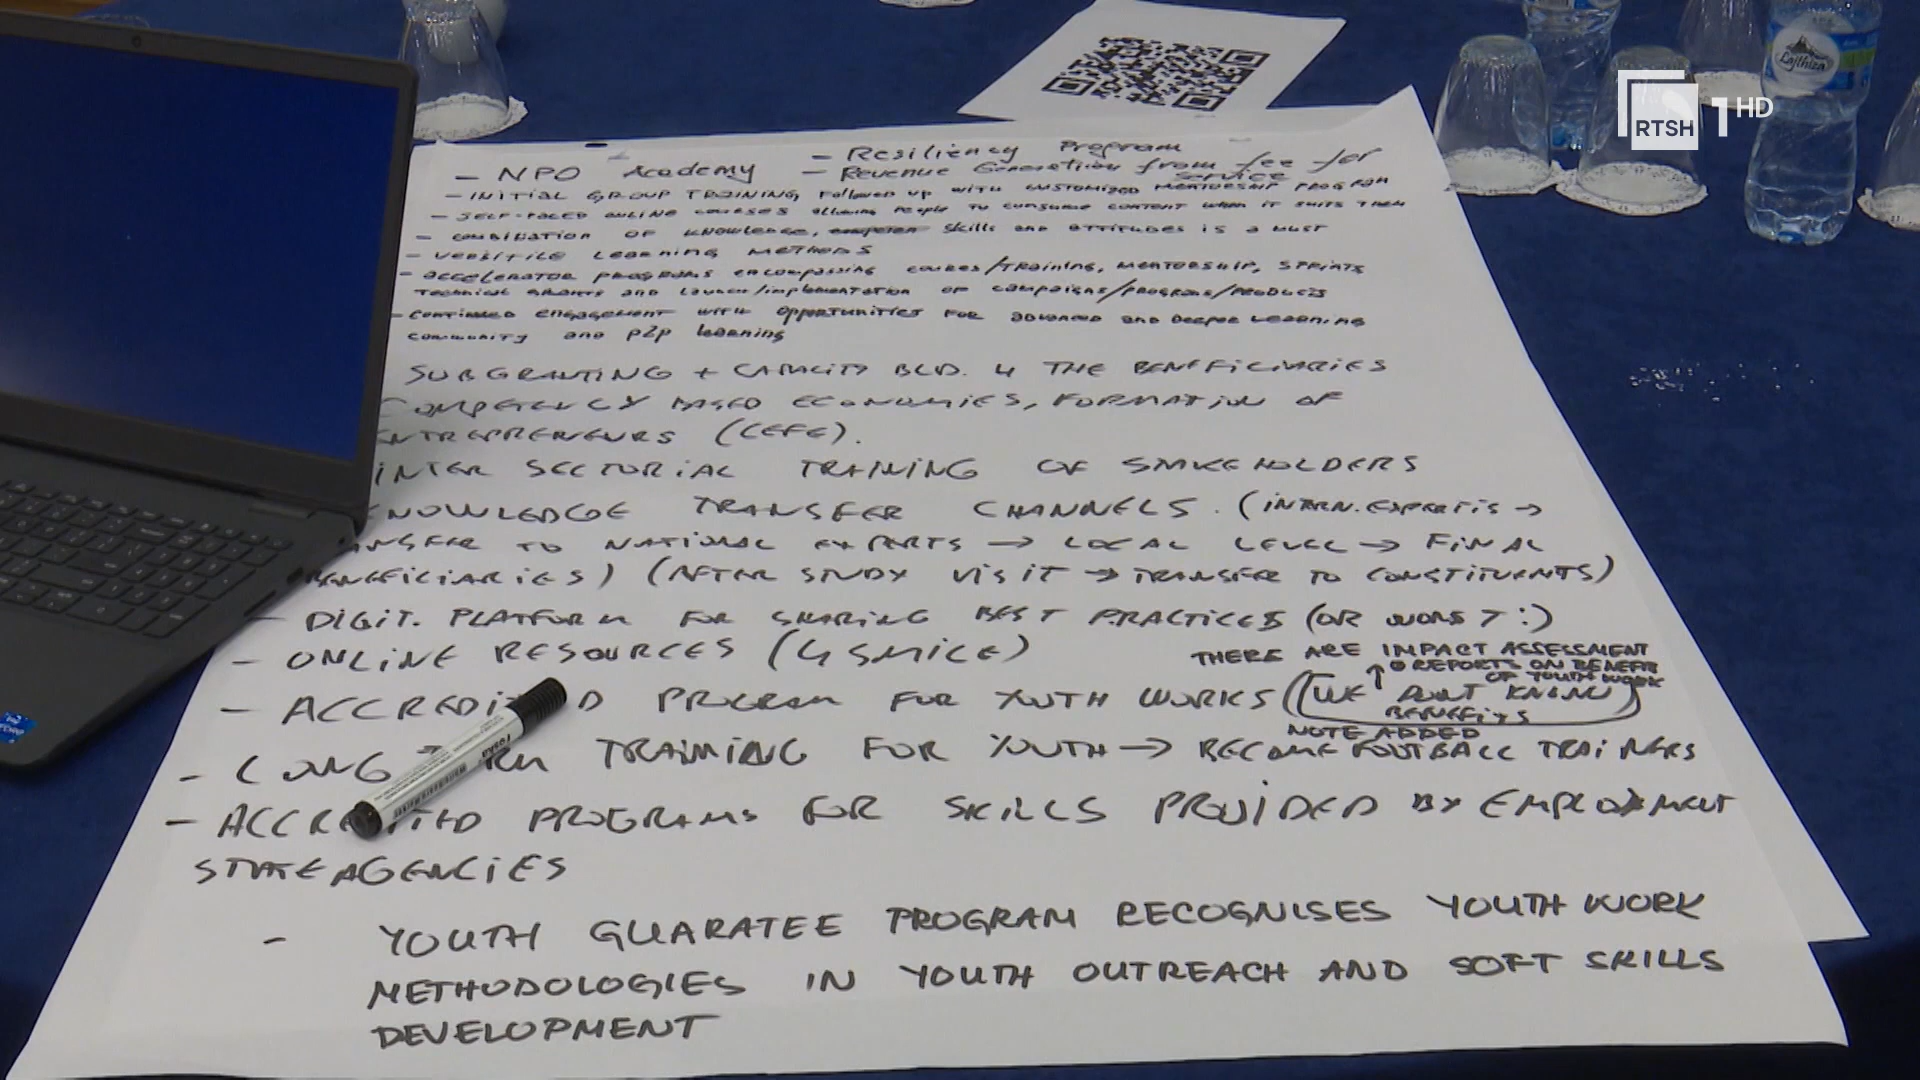 Lajthiza
RTSH 1 HD
- Resiliency Program
- NPO Academy - Revenue Generation from fee for service
- INITIAL GROUP TRAINING, Followed up with customized mentorship program
- SELF-PACED ONLINE COURSES allowing people to consume content when it suits them
- COMBINATION OF KNOWLEDGE, skills and attitudes is a must
- VERSITILE LEARNING METHODS
- ACCELERATOR PROGRAMS encompassing courses/training, mentorship, sprints
technical grants and launch/implementation of campaigns/programs/products
- CONTINUED ENGAGEMENT with opportunities for advanced and deeper learning
community and p2p learning
SUBGRANTING + CAPACITY BLD. 4 THE BENEFICIARIES
COMPETENCY BASED ECONOMIES, FORMATION OF
ENTREPRENEURS (CEFE).
INTER SECTORIAL TRAINING OF STAKEHOLDERS
KNOWLEDGE TRANSFER CHANNELS. (INTERN. EXPERTIS →
ANSFER TO NATIONAL EXPERTS → LOCAL LEVEL → FINAL
BENEFICIARIES) (AFTER STUDY VISIT → TRANSFER TO CONSTITUENTS)
- DIGIT. PLATFORM FOR SHARING BEST PRACTICES (OR WORST :)
- ONLINE RESOURCES (4SMILE)
THERE ARE IMPACT ASSESSMENT
REPORTS ON BENEFIT
OF YOUTH WORK
- ACCREDITED PROGRAM FOR YOUTH WORKS (WE DON'T KNOW
BENEFITS)
NOTE ADDED
- LONG TERM TRAINING FOR YOUTH → BECOME FOOTBALL TRAINERS
- ACCREDITED PROGRAMS FOR SKILLS PROVIDED BY EMPLOYMENT
STATE AGENCIES
- YOUTH GUARATEE PROGRAM RECOGNISES YOUTH WORK
METHODOLOGIES IN YOUTH OUTREACH AND SOFT SKILLS
DEVELOPMENT